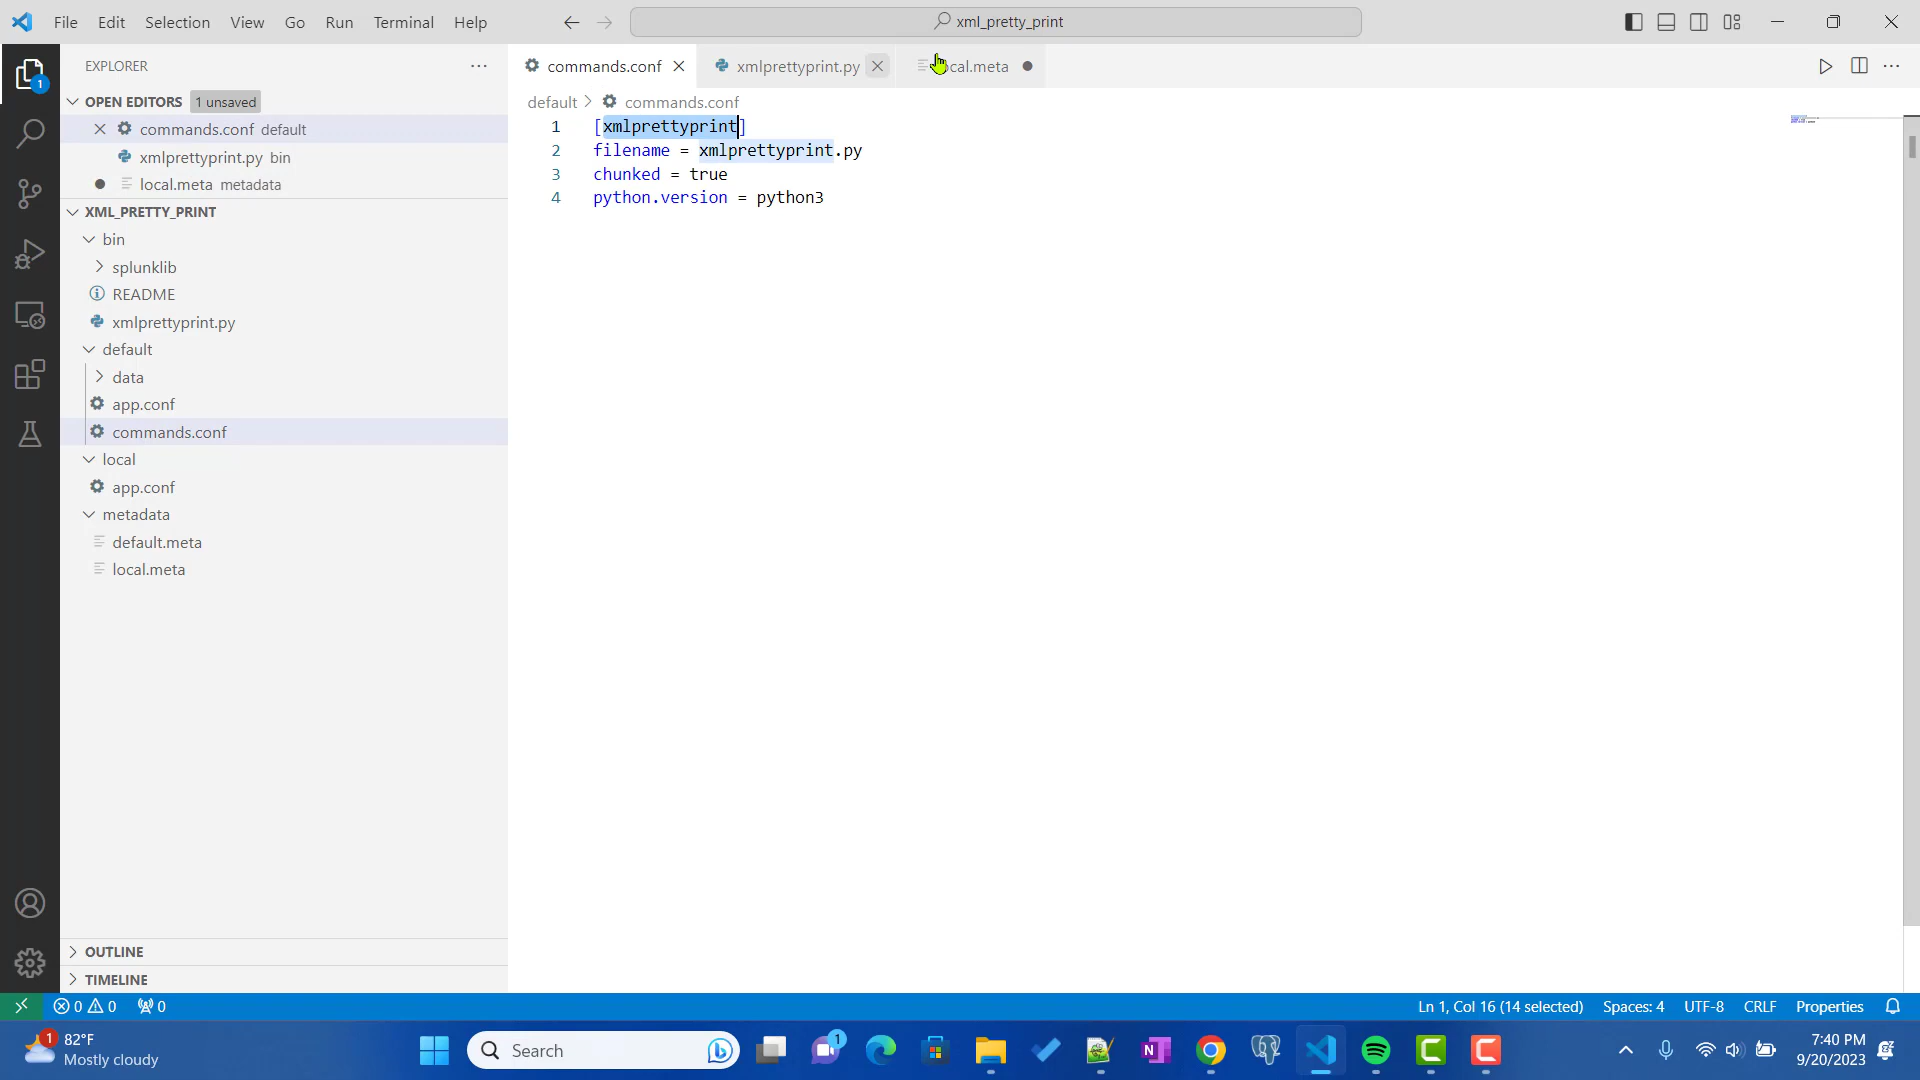 File Edit Selection View Go Run Terminal Help
xml_pretty_print
EXPLORER
OPEN EDITORS 1 unsaved
commands.conf default
xmlprettyprint.py bin
local.meta metadata
XML_PRETTY_PRINT
bin
splunklib
README
xmlprettyprint.py
default
data
app.conf
commands.conf
local
app.conf
metadata
default.meta
local.meta
OUTLINE
TIMELINE
commands.conf
xmlprettyprint.py
local.meta
default > commands.conf
1 [xmlprettyprint]
2 filename = xmlprettyprint.py
3 chunked = true
4 python.version = python3
0 0 0
Ln 1, Col 16 (14 selected) Spaces: 4 UTF-8 CRLF Properties
1
82°F
Mostly cloudy
Search
1
7:40 PM
9/20/2023